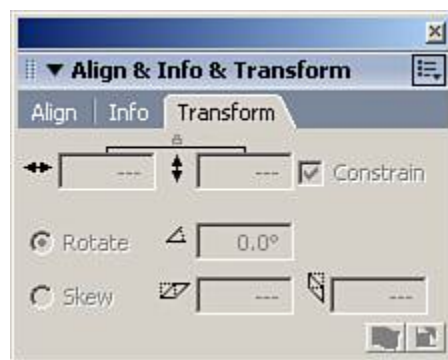 Align & Info & Transform
Align Info Transform
--- --- Constrain
Rotate 0.0°
Skew --- ---